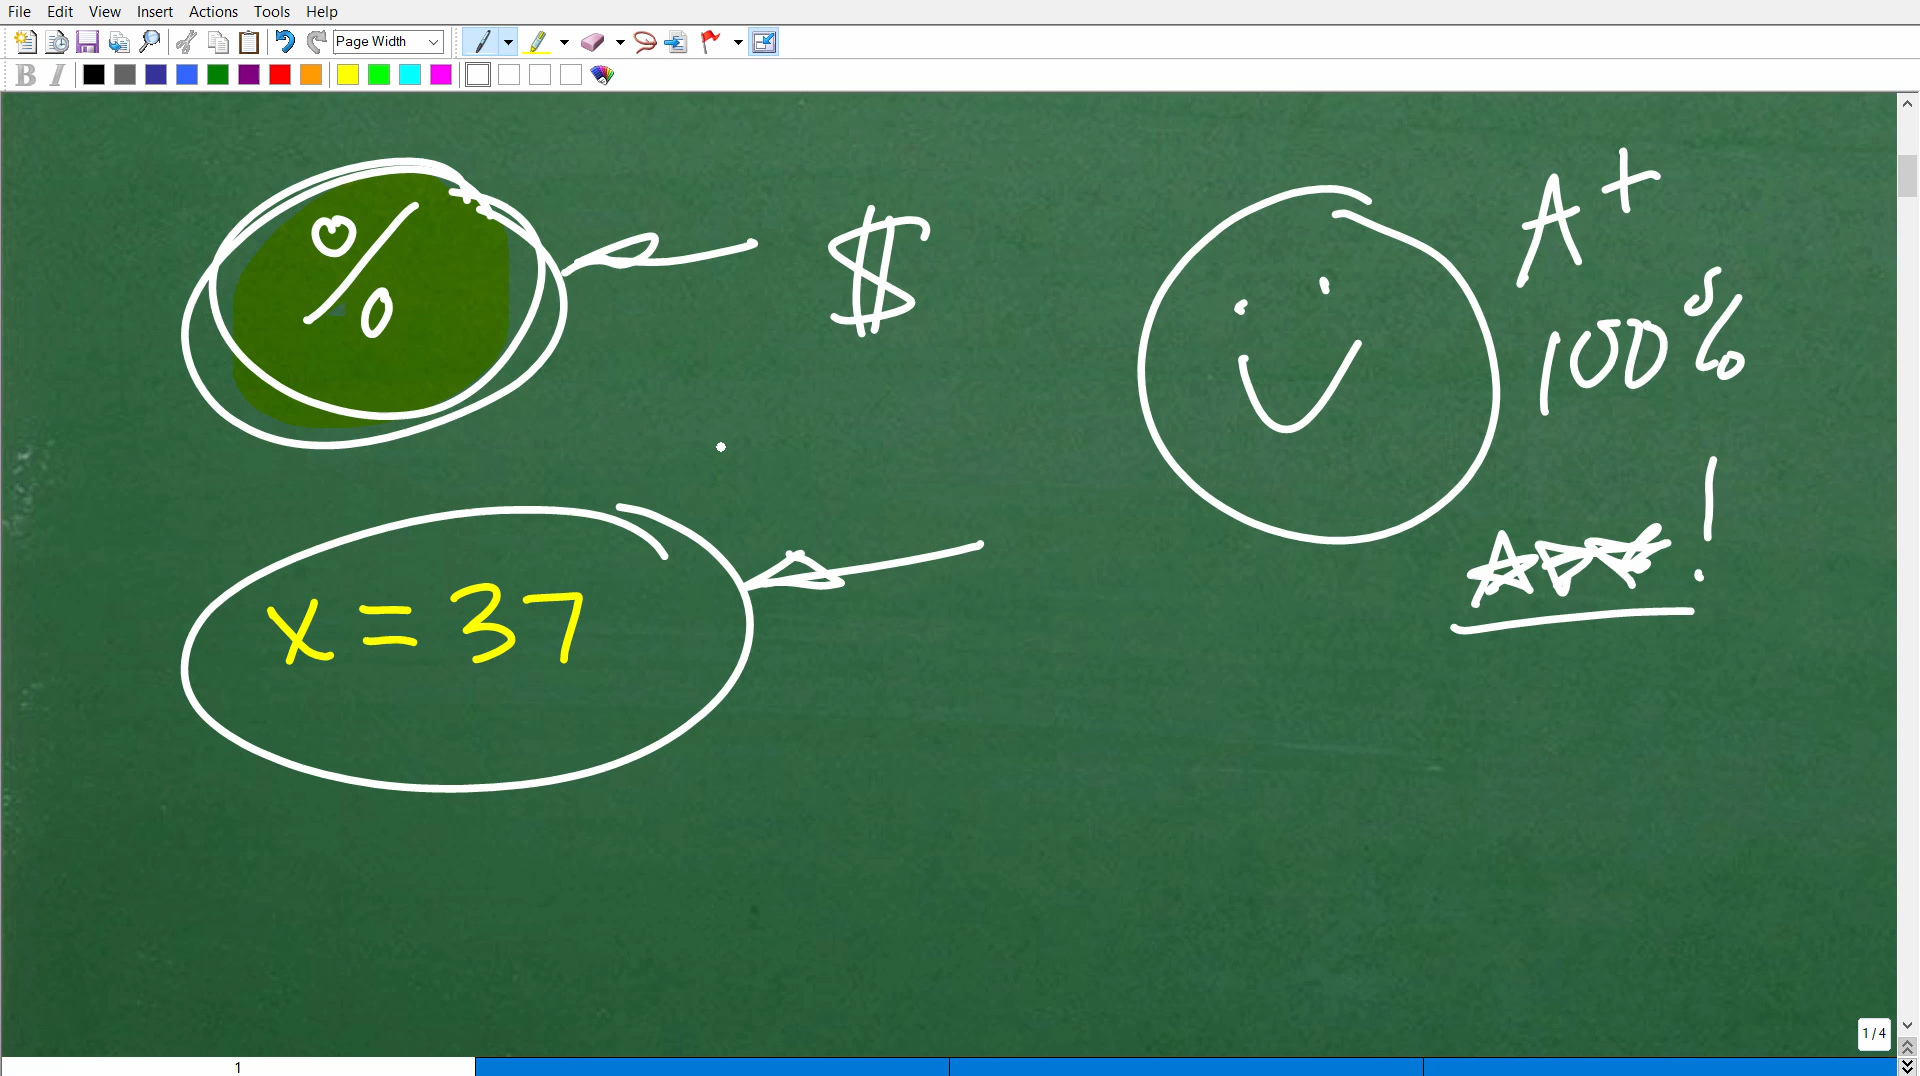 File Edit View Insert Actions Tools Help
Page Width
B I
%
$
A+
100%
!
x = 37
1 / 4
1